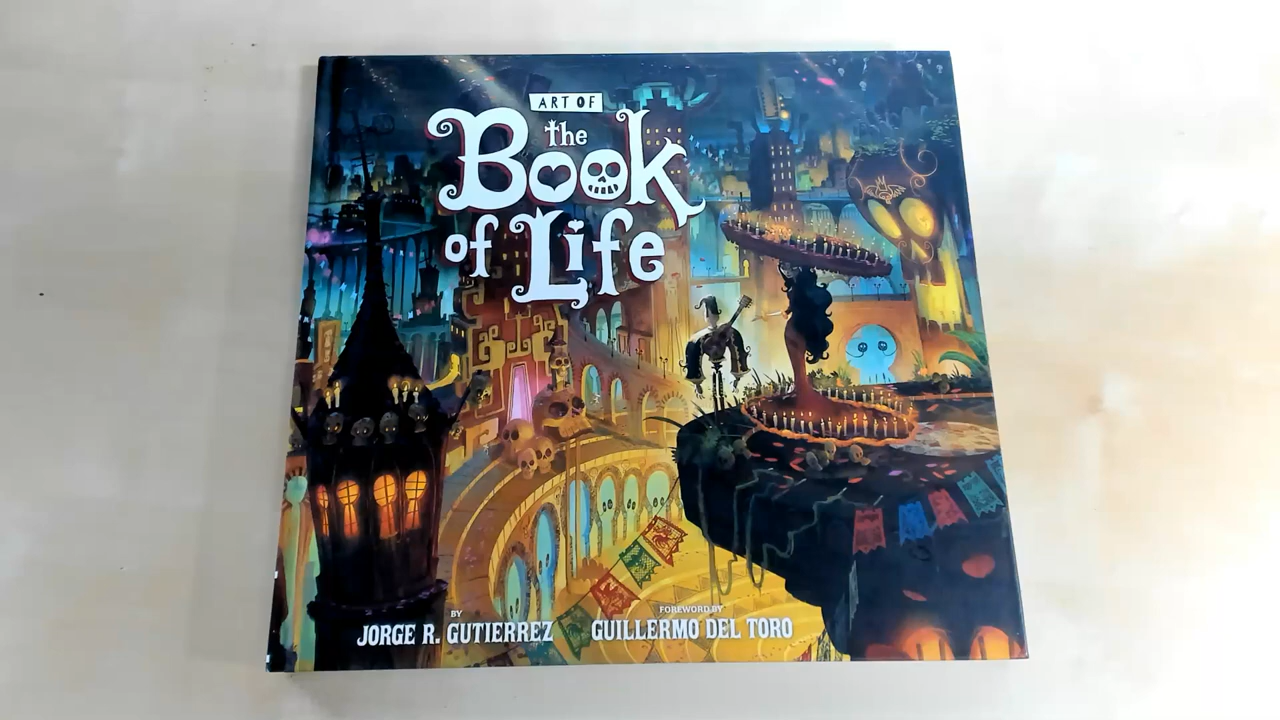 ART OF
the
Book
of Life
BY
JORGE R. GUTIERREZ
FOREWORD BY
GUILLERMO DEL TORO